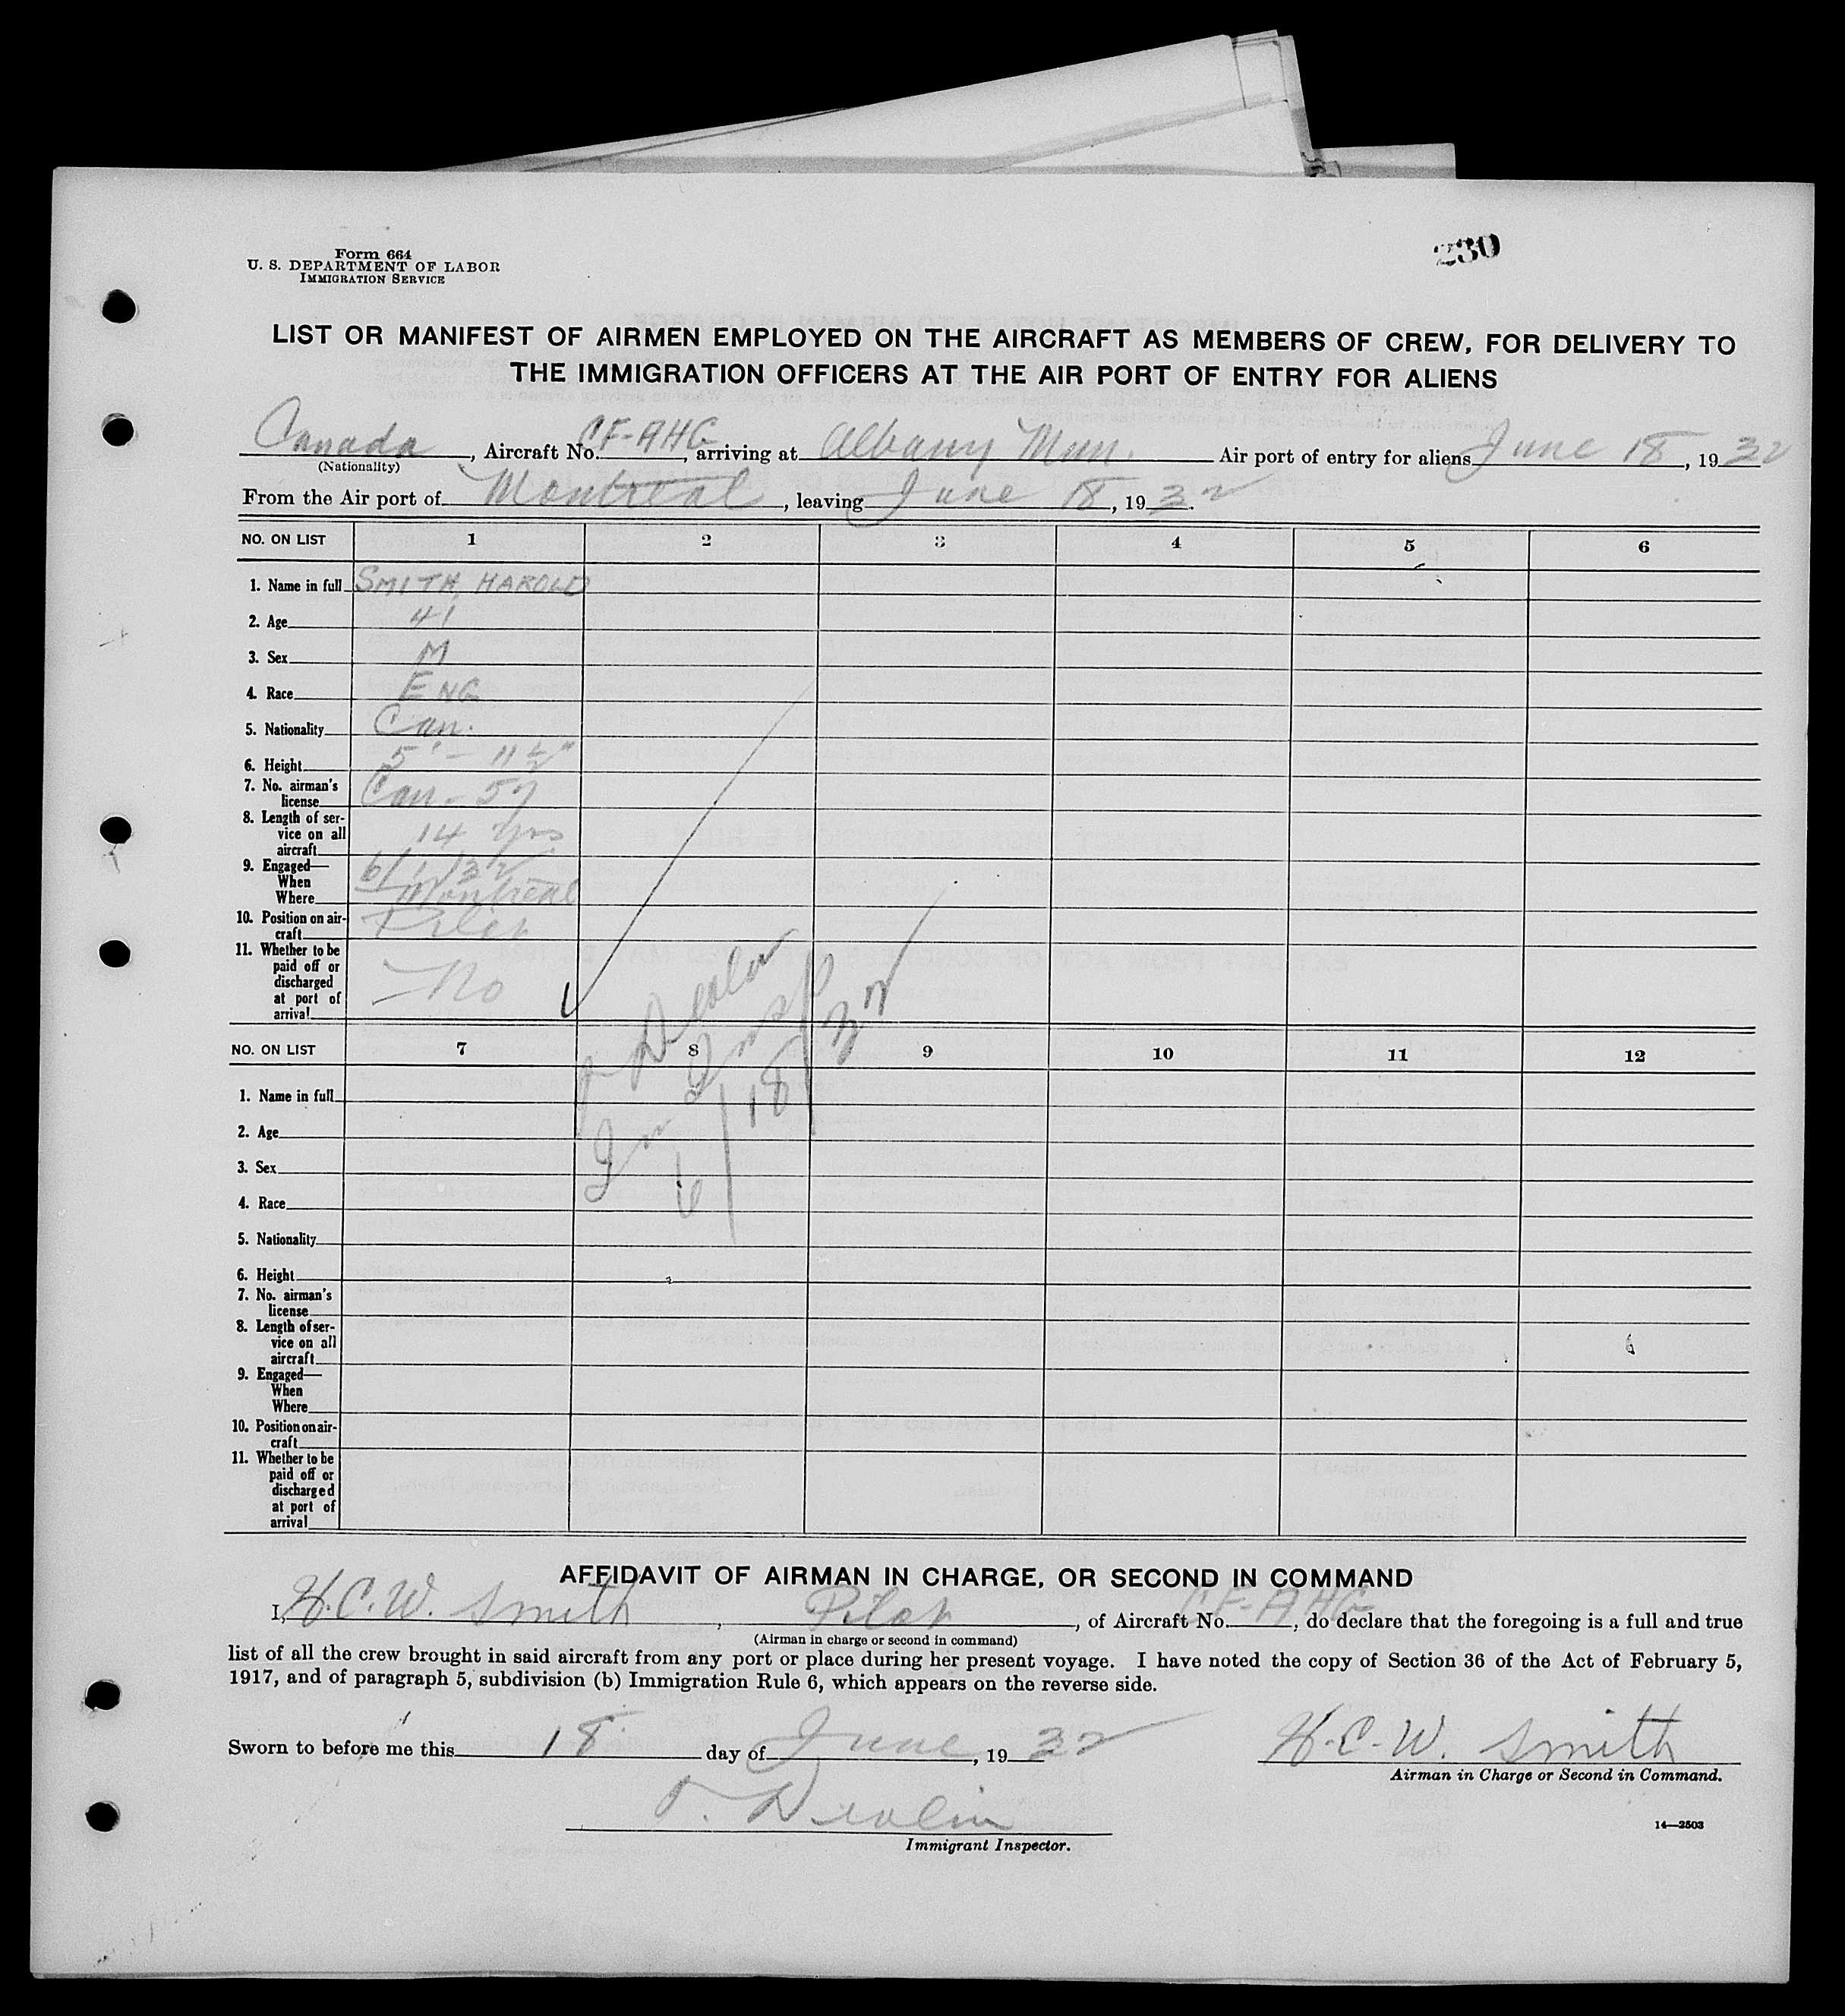 Form 664
U. S. DEPARTMENT OF LABOR
IMMIGRATION SERVICE
230
LIST OR MANIFEST OF AIRMEN EMPLOYED ON THE AIRCRAFT AS MEMBERS OF CREW, FOR DELIVERY TO
THE IMMIGRATION OFFICERS AT THE AIR PORT OF ENTRY FOR ALIENS
Canada, Aircraft No. CF-AHG, arriving at Albany Mun. Air port of entry for aliens June 18, 1932
(Nationality)
From the Air port of Montreal, leaving June 18, 1932.
NO. ON LIST 1 2 3 4 5 6
1. Name in full SMITH, HAROLD
2. Age 41
3. Sex M
4. Race ENG
5. Nationality Can.
6. Height 5' - 11 ½"
7. No. airman's
license Can - 57
8. Length of ser-
vice on all
aircraft 14 yrs
9. Engaged—
When 6/1/32
Where Montreal
10. Position on air-
craft Pilot
11. Whether to be
paid off or
discharged
at port of
arrival No
Devlin
Im Insp
6/18/32
NO. ON LIST 7 8 9 10 11 12
1. Name in full
2. Age
3. Sex
4. Race
5. Nationality
6. Height
7. No. airman's
license
8. Length of ser-
vice on all
aircraft
9. Engaged—
When
Where
10. Position on air-
craft
11. Whether to be
paid off or
discharged
at port of
arrival
AFFIDAVIT OF AIRMAN IN CHARGE, OR SECOND IN COMMAND
I, H.C.W. Smith, Pilot, of Aircraft No. CF-AHG, do declare that the foregoing is a full and true
(Airman in charge or second in command)
list of all the crew brought in said aircraft from any port or place during her present voyage. I have noted the copy of Section 36 of the Act of February 5,
1917, and of paragraph 5, subdivision (b) Immigration Rule 6, which appears on the reverse side.
Sworn to before me this 18 day of June, 1932
H.C.W. Smith
Airman in Charge or Second in Command.
Devlin
Immigrant Inspector.
14—2503